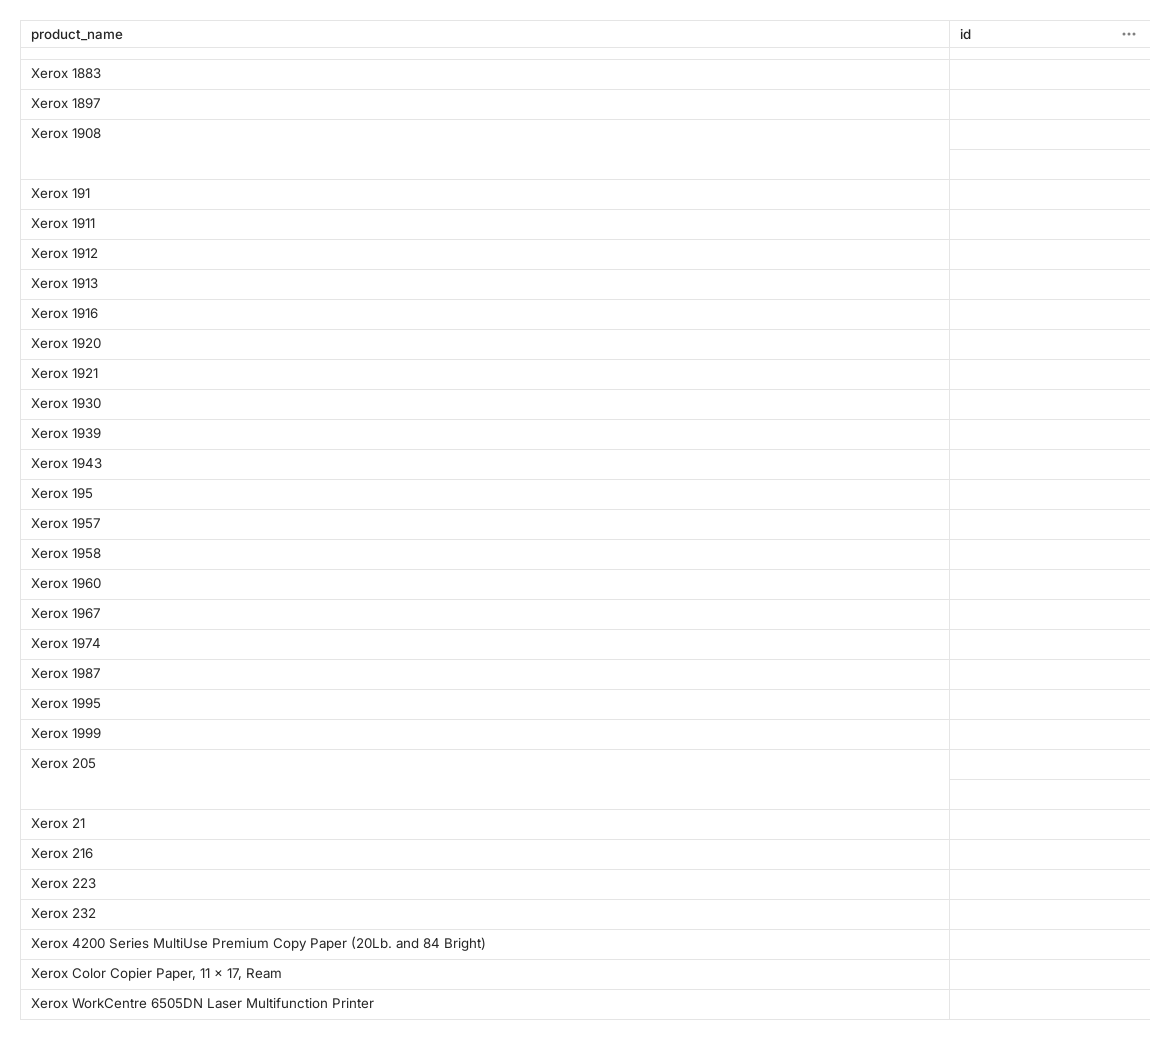 product_name id
Xerox 1883
Xerox 1897
Xerox 1908
Xerox 191
Xerox 1911
Xerox 1912
Xerox 1913
Xerox 1916
Xerox 1920
Xerox 1921
Xerox 1930
Xerox 1939
Xerox 1943
Xerox 195
Xerox 1957
Xerox 1958
Xerox 1960
Xerox 1967
Xerox 1974
Xerox 1987
Xerox 1995
Xerox 1999
Xerox 205
Xerox 21
Xerox 216
Xerox 223
Xerox 232
Xerox 4200 Series MultiUse Premium Copy Paper (20Lb. and 84 Bright)
Xerox Color Copier Paper, 11 × 17, Ream
Xerox WorkCentre 6505DN Laser Multifunction Printer